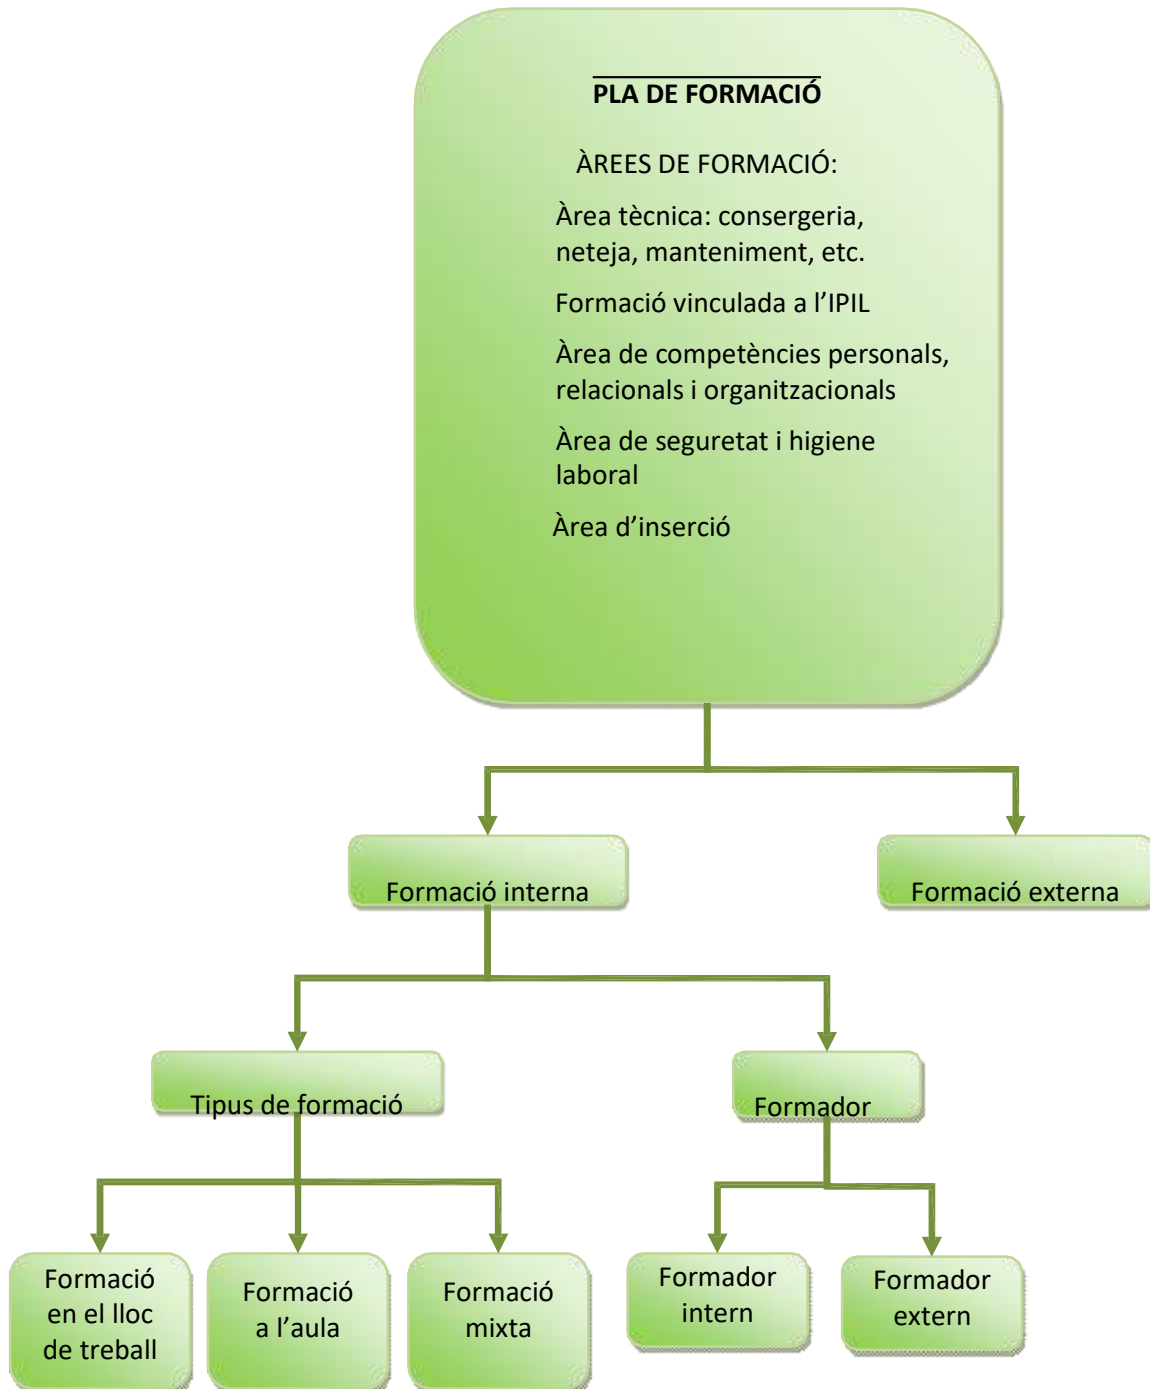 PLA DE FORMACIÓ
ÀREES DE FORMACIÓ:
Àrea tècnica: consergeria,
neteja, manteniment, etc.
Formació vinculada a l’IPIL
Àrea de competències personals,
relacionals i organitzacionals
Àrea de seguretat i higiene
laboral
Àrea d’inserció
Formació interna
Formació externa
Tipus de formació
Formador
Formació
en el lloc
de treball
Formació
a l’aula
Formació
mixta
Formador
intern
Formador
extern